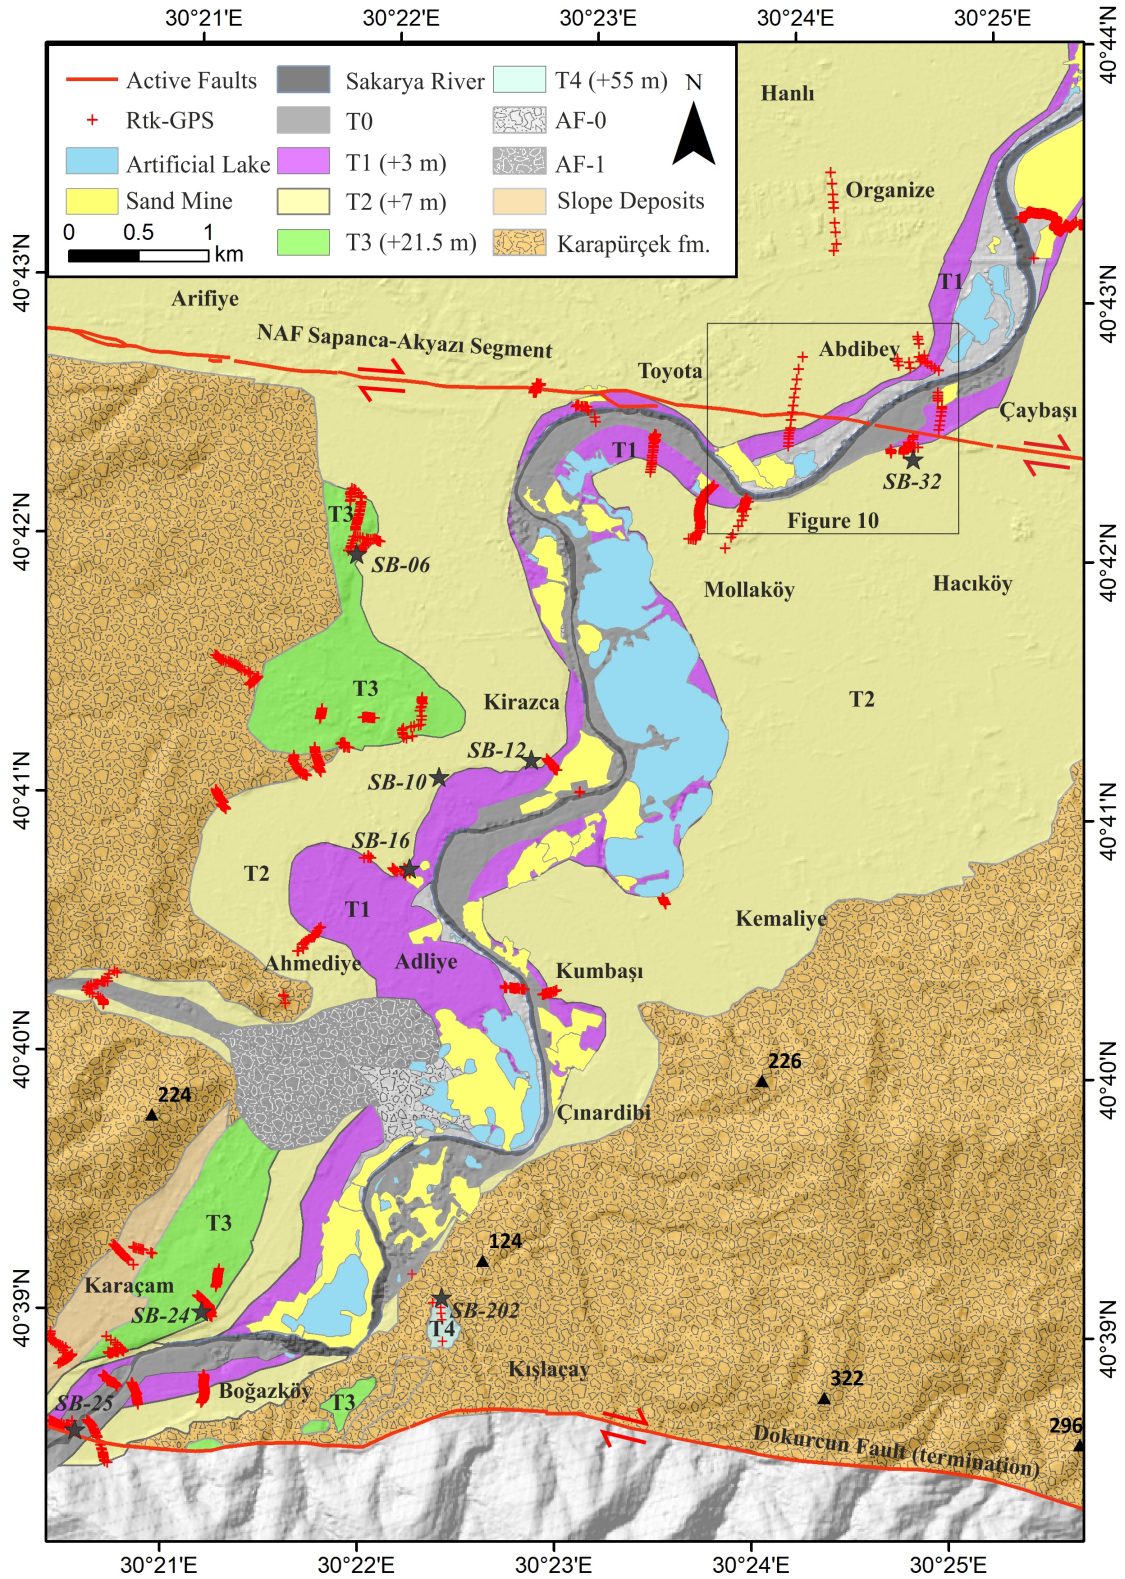 30°21'E 30°22'E 30°23'E 30°24'E 30°25'E
40°44'N
Active Faults
Rtk-GPS
Artificial Lake
Sand Mine
0 0.5 1
km
Sakarya River
T0
T1 (+3 m)
T2 (+7 m)
T3 (+21.5 m)
T4 (+55 m)
AF-0
AF-1
Slope Deposits
Karapürçek fm.
N
Hanlı
Organize
40°43'N
40°43'N
T1
Arifiye
NAF Sapanca-Akyazı Segment
Toyota
Abdibey
Çaybaşı
T1
SB-32
T3
Figure 10
40°42'N
40°42'N
SB-06
Mollaköy
Hacıköy
T3
Kirazca
T2
SB-12
SB-10
40°41'N
40°41'N
SB-16
T2
T1
Kemaliye
Ahmediye
Adliye
Kumbaşı
40°40'N
40°40'N
226
224
Çınardibi
T3
124
Karaçam
SB-24
SB-202
T4
40°39'N
40°39'N
Kışlaçay
322
Boğazköy
T3
SB-25
296
Dokurcun Fault (termination)
30°21'E 30°22'E 30°23'E 30°24'E 30°25'E